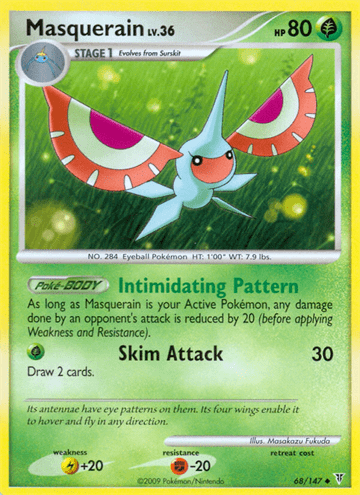 Masquerain LV.36 HP 80
STAGE 1 Evolves from Surskit
NO. 284 Eyeball Pokémon HT: 1'00" WT: 7.9 lbs.
Poké-BODY Intimidating Pattern
As long as Masquerain is your Active Pokémon, any damage
done by an opponent's attack is reduced by 20 (before applying
Weakness and Resistance).
Skim Attack 30
Draw 2 cards.
Its antennae have eye patterns on them. Its four wings enable it
to hover and fly in any direction.
Illus. Masakazu Fukuda
weakness resistance retreat cost
+20 -20
©2009 Pokémon/Nintendo 68/147